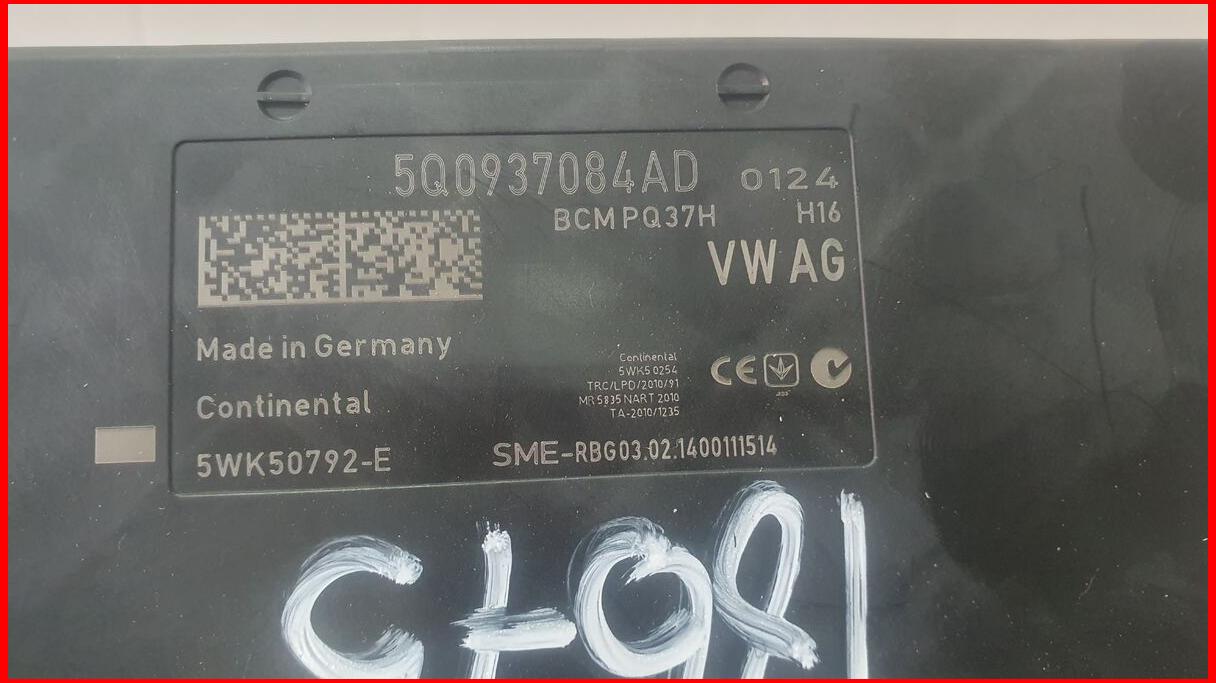 5Q0937084AD 0124
BCM PQ37H H16
VW AG
Made in Germany
Continental
5WK50792-E
Continental
5WK50254
TRC/LPD/2010/91
MR 5835 NART 2010
TA-2010/1235
CE
SME-RBG03.02.1400111514